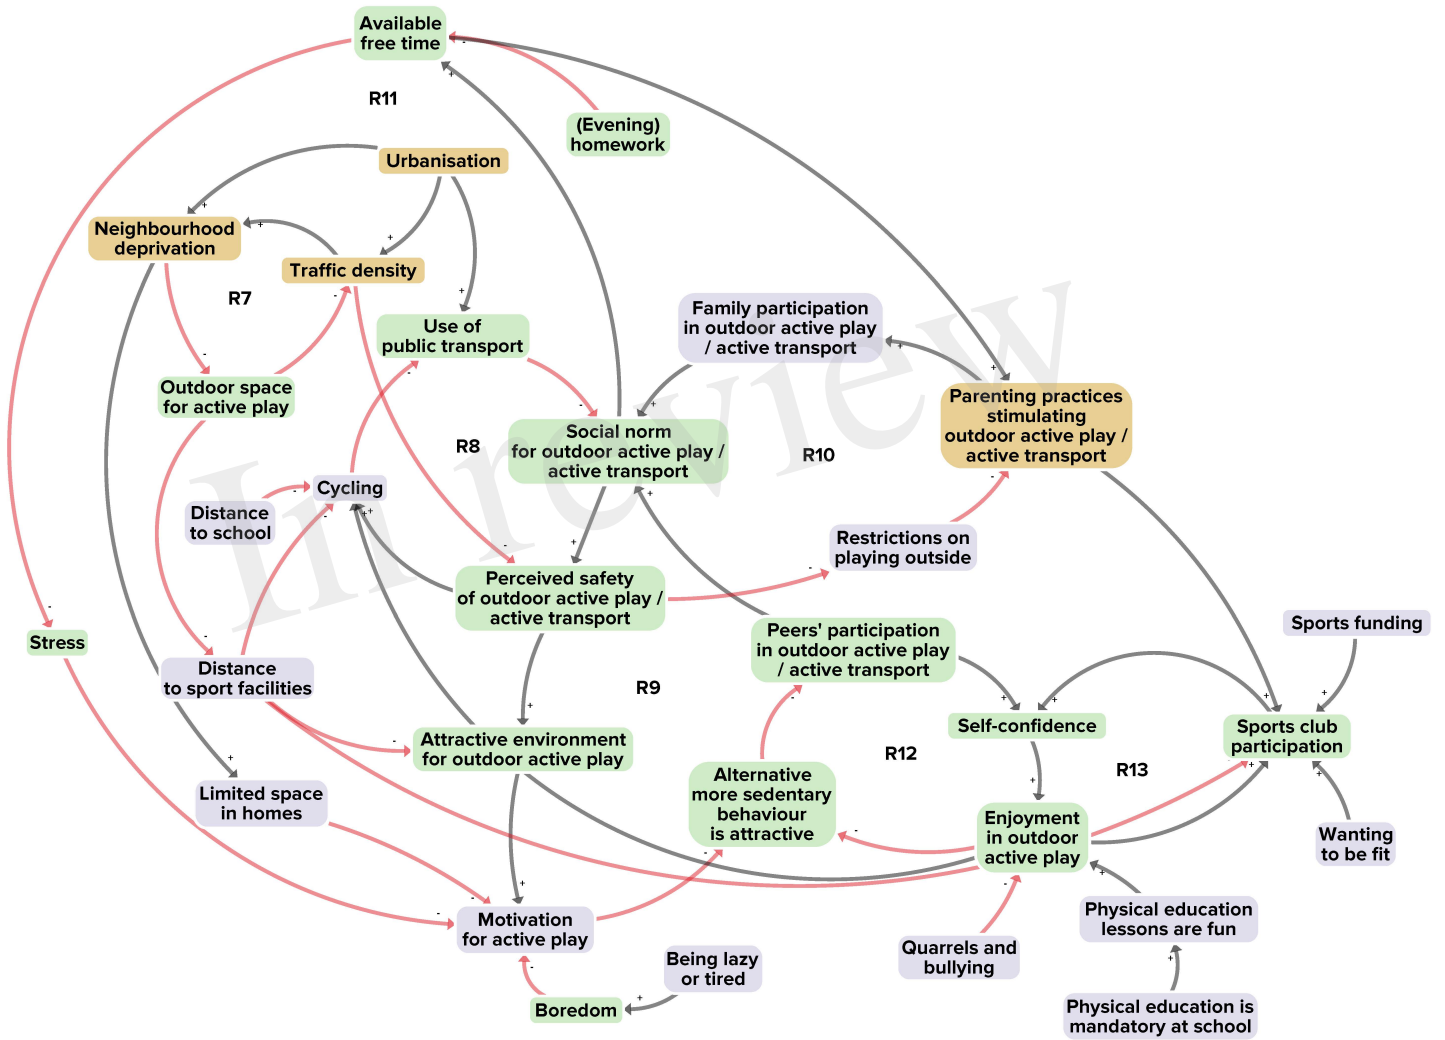 Available
free time
R11
(Evening)
homework
Urbanisation
Neighbourhood
deprivation
Traffic density
R7
Use of
public transport
Family participation
in outdoor active play
/ active transport
Outdoor space
for active play
Parenting practices
stimulating
outdoor active play /
active transport
Social norm
for outdoor active play /
active transport
R8
R10
Cycling
Distance
to school
Restrictions on
playing outside
Perceived safety
of outdoor active play /
active transport
Stress
Sports funding
Peers' participation
in outdoor active play
/ active transport
Distance
to sport facilities
R9
Self-confidence
Sports club
participation
Attractive environment
for outdoor active play
R12
R13
Limited space
in homes
Alternative
more sedentary
behaviour
is attractive
Enjoyment
in outdoor
active play
Wanting
to be fit
Motivation
for active play
Physical education
lessons are fun
Quarrels and
bullying
Being lazy
or tired
Boredom
Physical education is
mandatory at school
In review